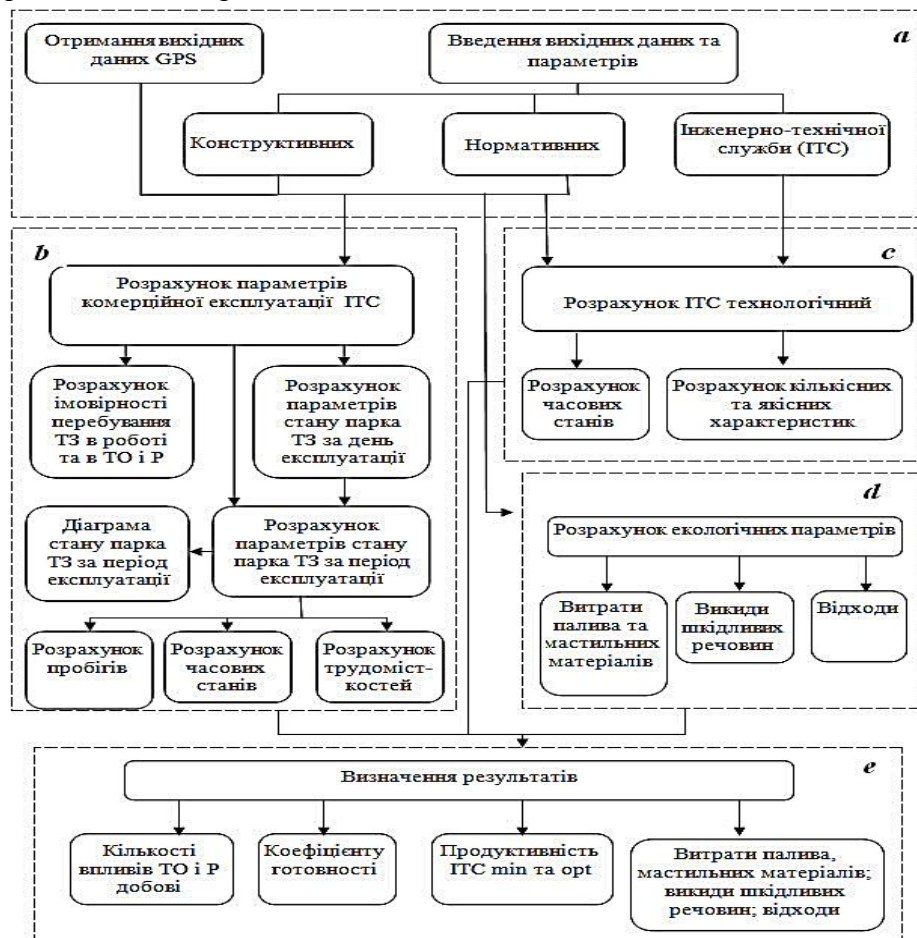 Отримання вихідних
даних GPS
Введення вихідних даних та
параметрів
a
Конструктивних
Нормативних
Інженерно-технічної
служби (ІТС)
b
Розрахунок параметрів
комерційної експлуатації ІТС
Розрахунок
імовірності
перебування
ТЗ в роботі
та в ТО і Р
Розрахунок
параметрів
стану парка
ТЗ за день
експлуатації
Діаграма
стану парка
ТЗ за період
експлуатації
Розрахунок
параметрів стану
парка ТЗ за період
експлуатації
Розрахунок
пробігів
Розрахунок
часових
станів
Розрахунок
трудоміст-
костей
c
Розрахунок ІТС технологічний
Розрахунок
часових
станів
Розрахунок кількісних
та якісних
характеристик
d
Розрахунок екологічних параметрів
Витрати
палива та
мастильних
матеріалів
Викиди
шкідливих
речовин
Відходи
e
Визначення результатів
Кількості
впливів ТО і Р
добові
Коефіцієнту
готовності
Продуктивність
ІТС min та opt
Витрати палива,
мастильних матеріалів;
викиди шкідливих
речовин; відходи